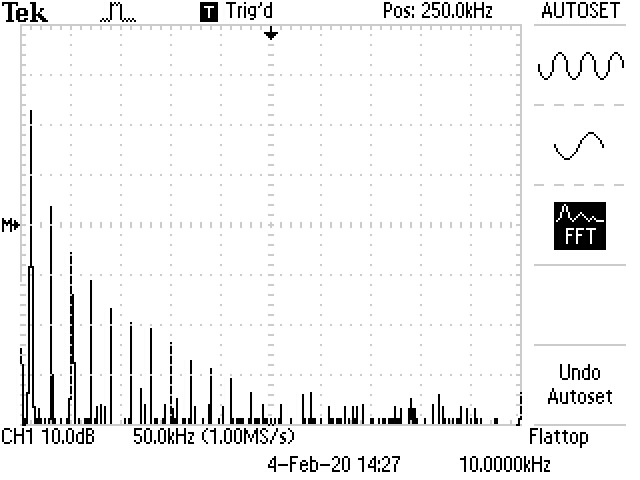 Tek T Trig'd Pos: 250.0kHz AUTOSET
M
FFT
Undo
Autoset
CH1 10.0dB 50.0kHz (1.00MS/s) Flattop
4-Feb-20 14:27 10.0000kHz